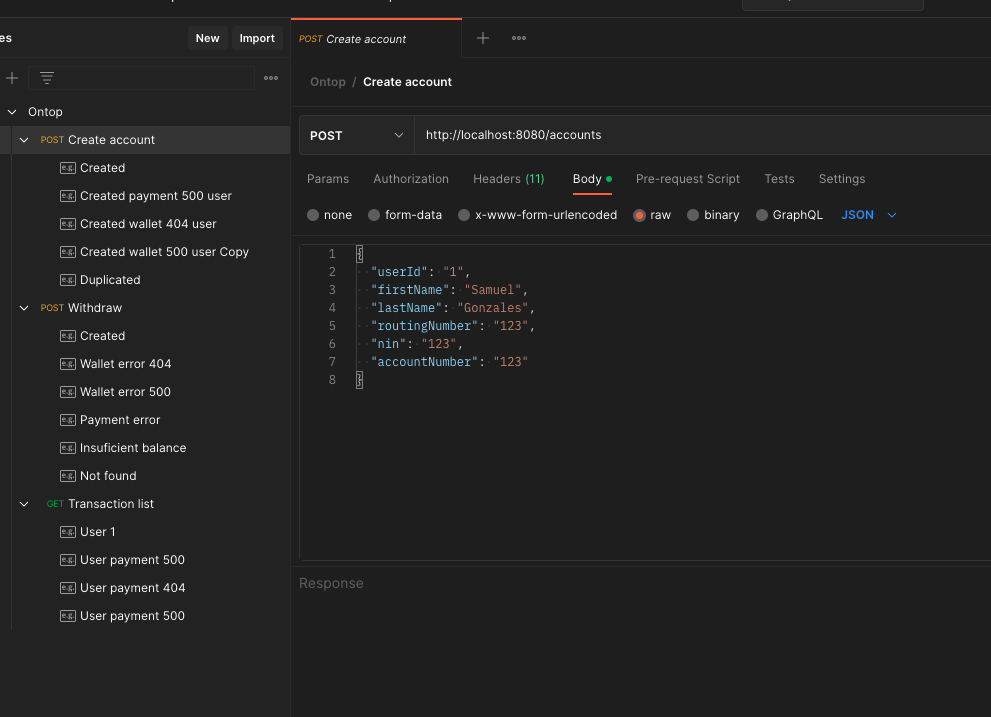 es New Import
POST Create account
Ontop / Create account
Ontop
POST Create account
e.g. Created
e.g. Created payment 500 user
e.g. Created wallet 404 user
e.g. Created wallet 500 user Copy
e.g. Duplicated
POST Withdraw
e.g. Created
e.g. Wallet error 404
e.g. Wallet error 500
e.g. Payment error
e.g. Insuficient balance
e.g. Not found
GET Transaction list
e.g. User 1
e.g. User payment 500
e.g. User payment 404
e.g. User payment 500
POST http://localhost:8080/accounts
Params Authorization Headers (11) Body Pre-request Script Tests Settings
none form-data x-www-form-urlencoded raw binary GraphQL JSON
1 {
2 "userId": "1",
3 "firstName": "Samuel",
4 "lastName": "Gonzales",
5 "routingNumber": "123",
6 "nin": "123",
7 "accountNumber": "123"
8 }
Response